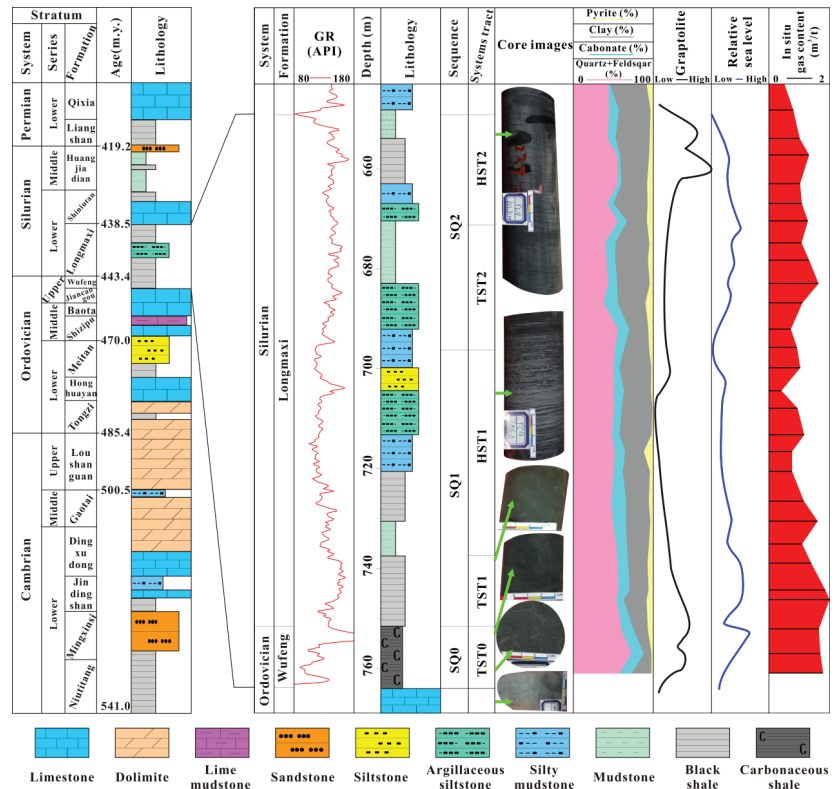 Stratum
System
Series
Formation
Age(m.y.)
Lithology
Permian
Silurian
Ordovician
Cambrian
Lower
Middle
Lower
Upper
Middle
Lower
Upper
Middle
Lower
Qixia
Liang
shan
Huang
jia
dian
Shiniulan
Longmaxi
Wufeng
Jiancao
gou
Baota
Shizipu
Meitan
Hong
huayan
Tongzi
Lou
shan
guan
Gaotai
Ding
xu
dong
Jin
ding
shan
Mingxinsi
Niutitang
419.2
438.5
443.4
470.0
485.4
500.5
541.0
System
Formation
GR
(API)
80 180
Depth (m)
Lithology
Sequence
Systems tract
Core images
Pyrite (%)
Clay (%)
Cabonate (%)
Quartz+Feldsqar
(%)
0 100
Graptolite
Low High
Relative
sea level
Low High
In situ
gas content
(m³/t)
0 2
Silurian
Ordovician
Longmaxi
Wufeng
660
680
700
720
740
760
SQ2
SQ1
SQ0
HST2
TST2
HST1
TST1
TST0
C
C
C
C
C
Limestone
Dolimite
Lime
mudstone
Sandstone
Siltstone
Argillaceous
siltstone
Silty
mudstone
Mudstone
Black
shale
C
C
Carbonaceous
shale